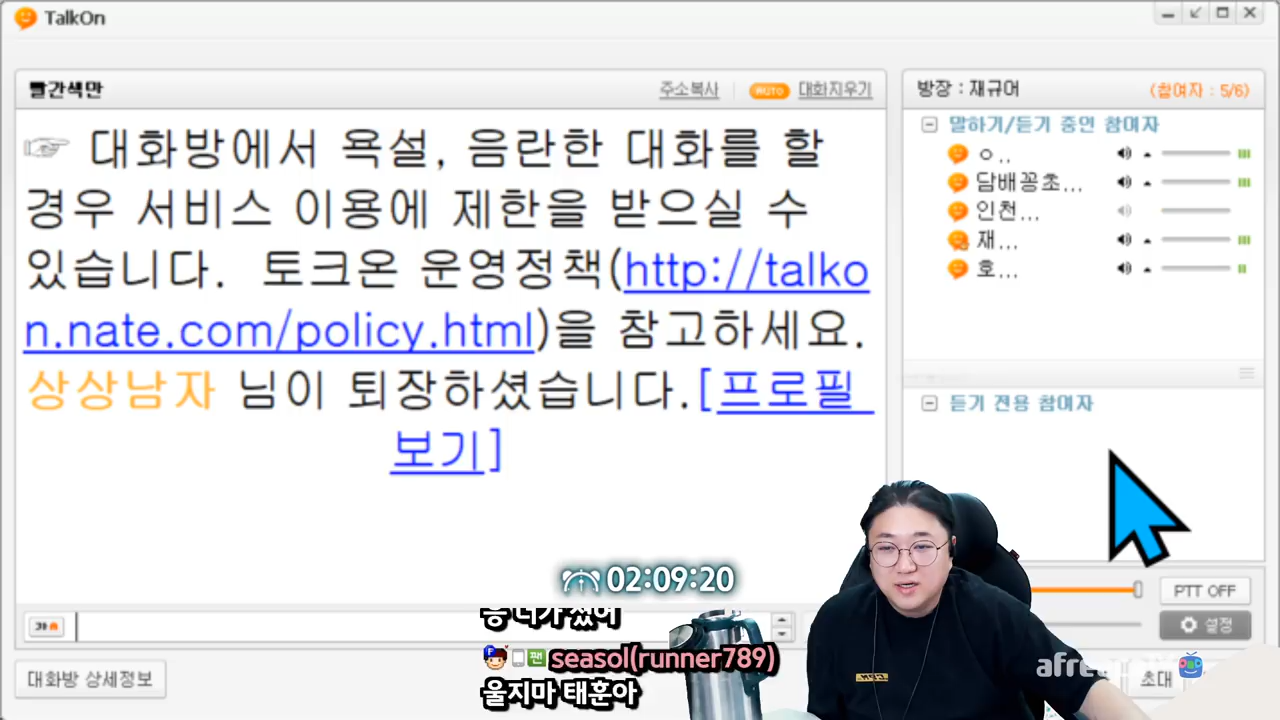 TalkOn
빨간색만
주소복사
AUTO 대화지우기
방장 : 재규어
(참여자 : 5/6)
☞ 대화방에서 욕설, 음란한 대화를 할
경우 서비스 이용에 제한을 받으실 수
있습니다. 토크온 운영정책(http://talko
n.nate.com/policy.html)을 참고하세요.
상상남자 님이 퇴장하셨습니다.[프로필
보기]
말하기/듣기 중인 참여자
ㅇ..
담배꽁초...
인천...
재...
호...
듣기 전용 참여자
02:09:20
PTT OFF
설정
가
seasol(runner789)
울지마 태훈아
대화방 상세정보
초대